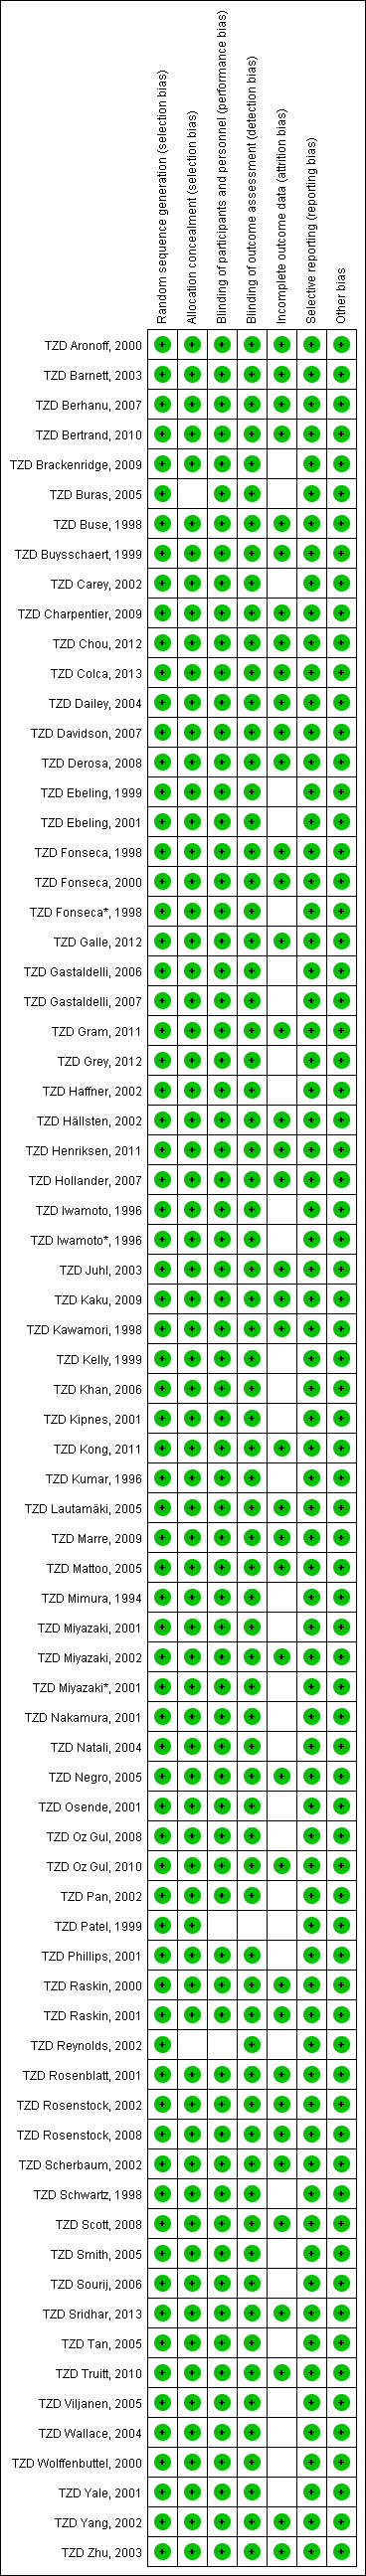 Random sequence generation (selection bias)
Allocation concealment (selection bias)
Blinding of participants and personnel (performance bias)
Blinding of outcome assessment (detection bias)
Incomplete outcome data (attrition bias)
Selective reporting (reporting bias)
Other bias
TZD Aronoff, 2000 + + + + + + +
TZD Barnett, 2003 + + + + + + +
TZD Berhanu, 2007 + + + + + + +
TZD Bertrand, 2010 + + + + + + +
TZD Brackenridge, 2009 + + + + + +
TZD Buras, 2005 + + + + +
TZD Buse, 1998 + + + + + + +
TZD Buysschaert, 1999 + + + + + + +
TZD Carey, 2002 + + + + + +
TZD Charpentier, 2009 + + + + + + +
TZD Chou, 2012 + + + + + + +
TZD Colca, 2013 + + + + + + +
TZD Dailey, 2004 + + + + + + +
TZD Davidson, 2007 + + + + + + +
TZD Derosa, 2008 + + + + + + +
TZD Ebeling, 1999 + + + + + +
TZD Ebeling, 2001 + + + + + +
TZD Fonseca, 1998 + + + + + + +
TZD Fonseca, 2000 + + + + + + +
TZD Fonseca*, 1998 + + + + + +
TZD Galle, 2012 + + + + + + +
TZD Gastaldelli, 2006 + + + + + +
TZD Gastaldelli, 2007 + + + + + +
TZD Gram, 2011 + + + + + + +
TZD Grey, 2012 + + + + + +
TZD Haffner, 2002 + + + + + +
TZD Hällsten, 2002 + + + + + + +
TZD Henriksen, 2011 + + + + + + +
TZD Hollander, 2007 + + + + + + +
TZD Iwamoto, 1996 + + + + + +
TZD Iwamoto*, 1996 + + + + + +
TZD Juhl, 2003 + + + + + + +
TZD Kaku, 2009 + + + + + + +
TZD Kawamori, 1998 + + + + + + +
TZD Kelly, 1999 + + + + + +
TZD Khan, 2006 + + + + + +
TZD Kipnes, 2001 + + + + + +
TZD Kong, 2011 + + + + + + +
TZD Kumar, 1996 + + + + + +
TZD Lautamäki, 2005 + + + + + + +
TZD Marre, 2009 + + + + + + +
TZD Mattoo, 2005 + + + + + + +
TZD Mimura, 1994 + + + + + +
TZD Miyazaki, 2001 + + + + + +
TZD Miyazaki, 2002 + + + + + + +
TZD Miyazaki*, 2001 + + + + + +
TZD Nakamura, 2001 + + + + + +
TZD Natali, 2004 + + + + + +
TZD Negro, 2005 + + + + + + +
TZD Osende, 2001 + + + + + +
TZD Oz Gul, 2008 + + + + + +
TZD Oz Gul, 2010 + + + + + + +
TZD Pan, 2002 + + + + + +
TZD Patel, 1999 + + + +
TZD Phillips, 2001 + + + + + +
TZD Raskin, 2000 + + + + + + +
TZD Raskin, 2001 + + + + + + +
TZD Reynolds, 2002 + + + +
TZD Rosenblatt, 2001 + + + + + + +
TZD Rosenstock, 2002 + + + + + + +
TZD Rosenstock, 2008 + + + + + + +
TZD Scherbaum, 2002 + + + + + + +
TZD Schwartz, 1998 + + + + + +
TZD Scott, 2008 + + + + + + +
TZD Smith, 2005 + + + + + +
TZD Sourij, 2006 + + + + + +
TZD Sridhar, 2013 + + + + + + +
TZD Tan, 2005 + + + + + +
TZD Truitt, 2010 + + + + + + +
TZD Viljanen, 2005 + + + + + +
TZD Wallace, 2004 + + + + + +
TZD Wolffenbuttel, 2000 + + + + + +
TZD Yale, 2001 + + + + + +
TZD Yang, 2002 + + + + + + +
TZD Zhu, 2003 + + + + + + +